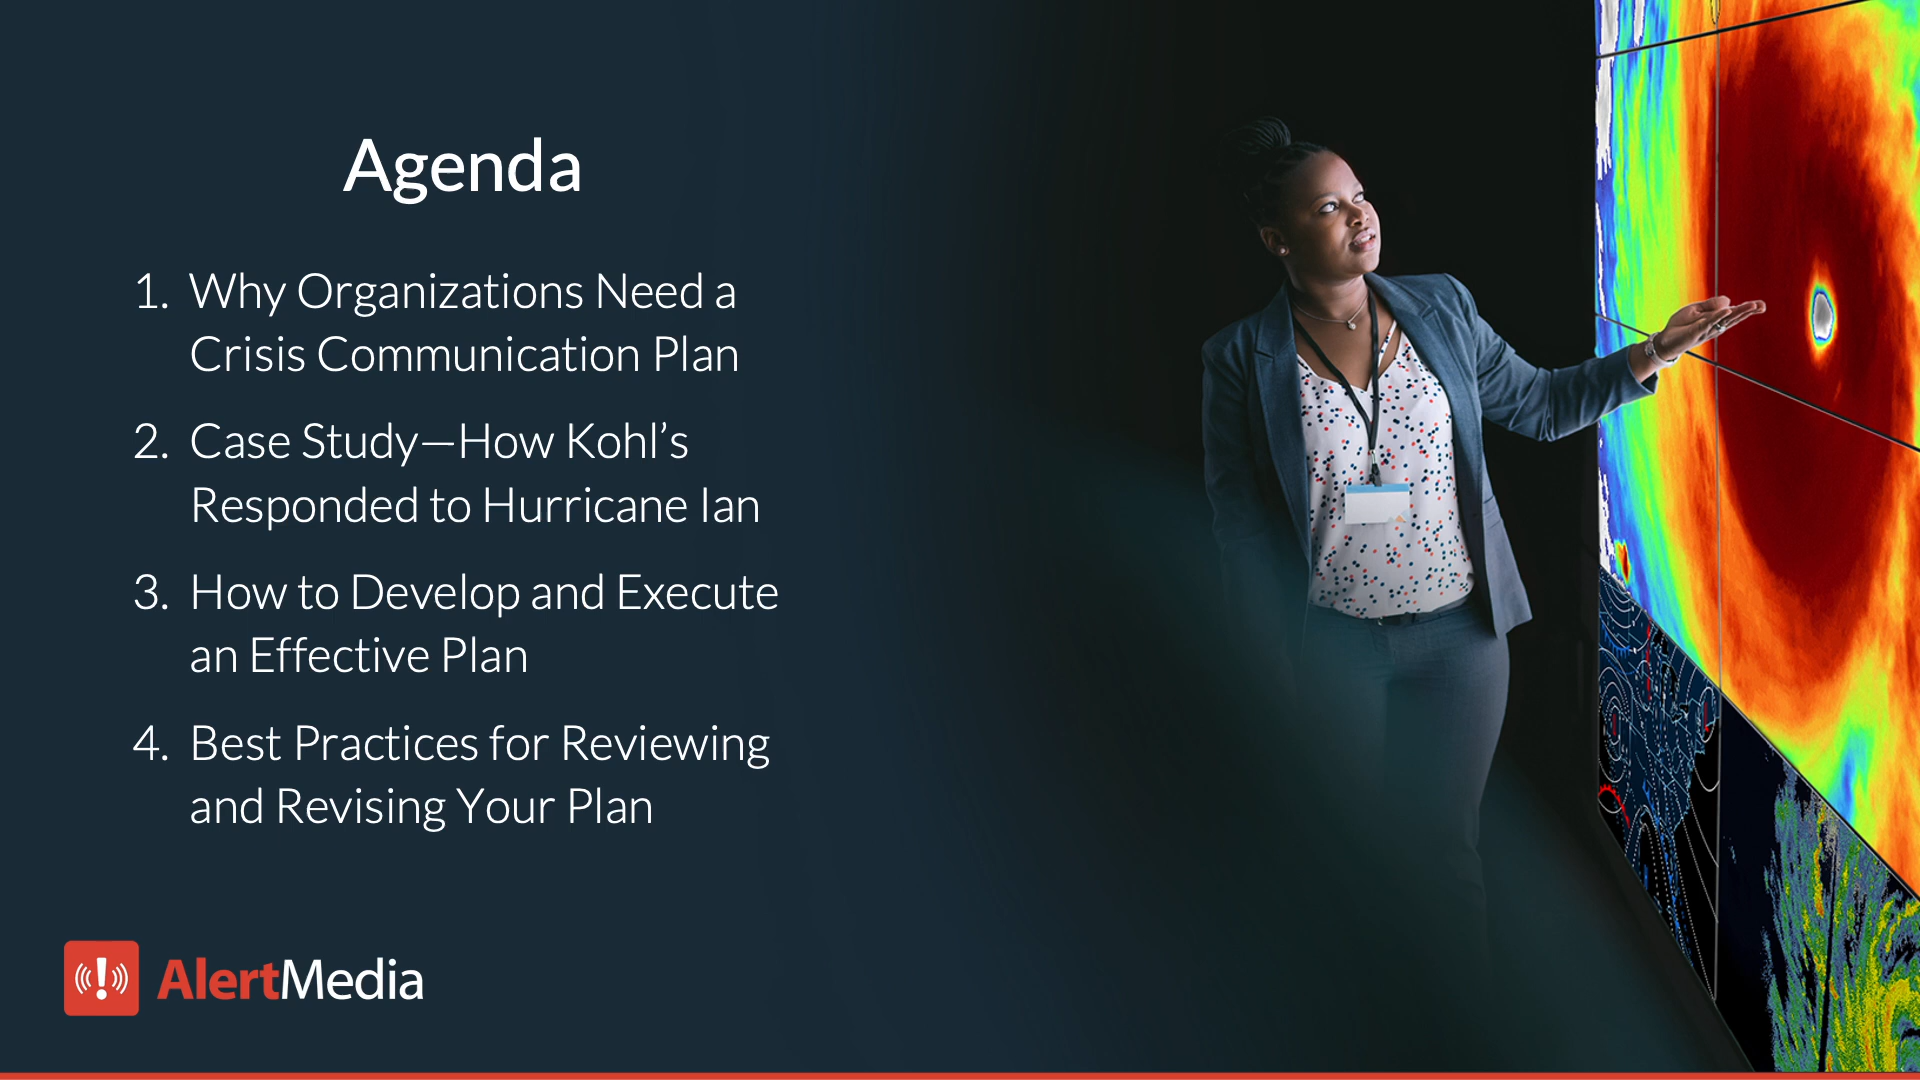 Agenda
1. Why Organizations Need a
Crisis Communication Plan
2. Case Study—How Kohl’s
Responded to Hurricane Ian
3. How to Develop and Execute
an Effective Plan
4. Best Practices for Reviewing
and Revising Your Plan
AlertMedia